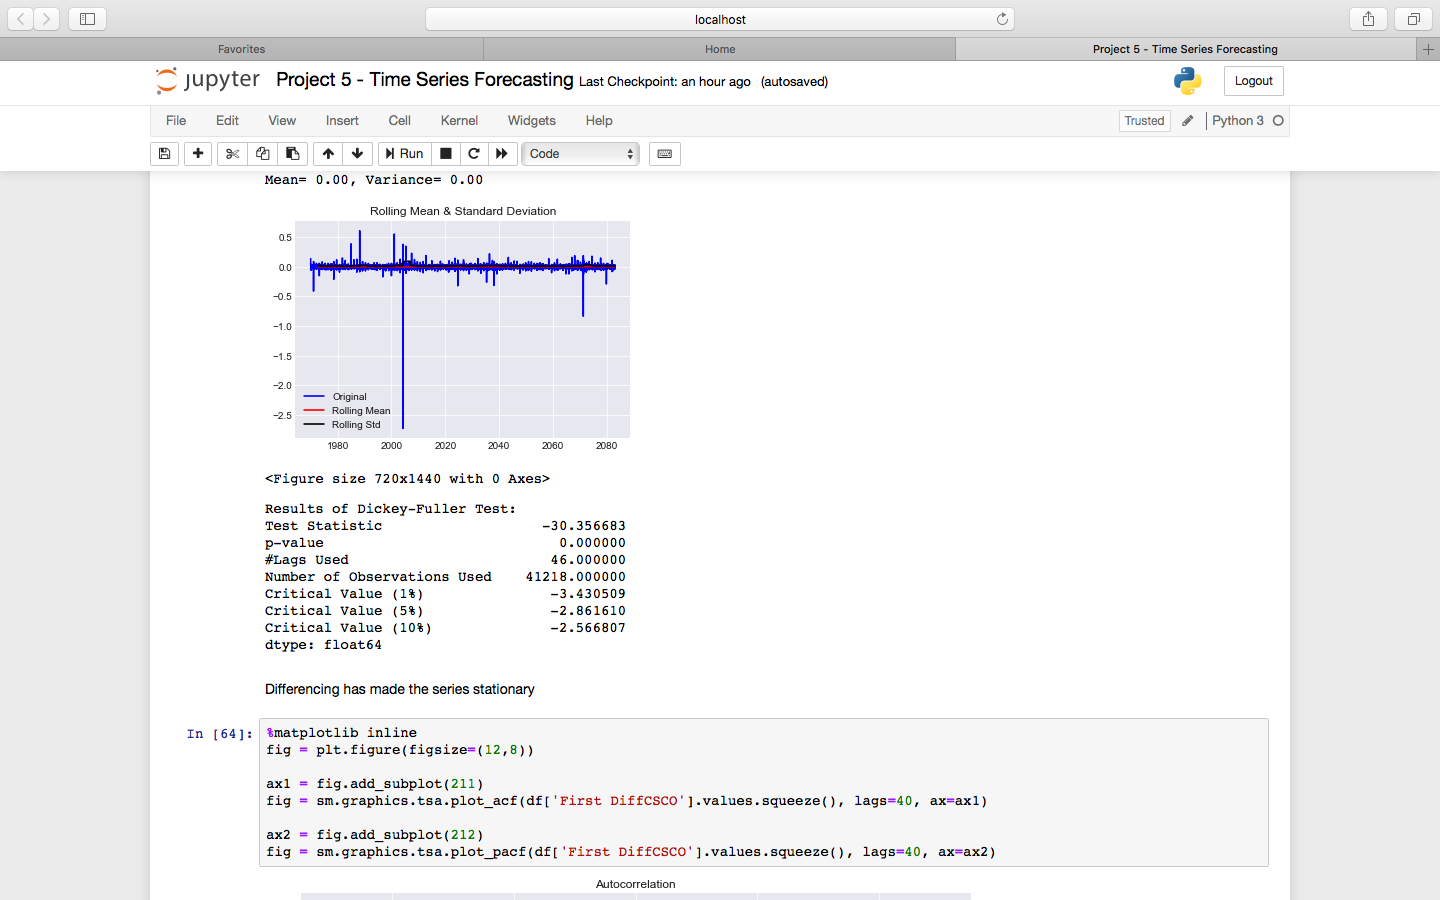 localhost
Favorites
Home
Project 5 - Time Series Forecasting
jupyter
Project 5 - Time Series Forecasting Last Checkpoint: an hour ago (autosaved)
Logout
File
Edit
View
Insert
Cell
Kernel
Widgets
Help
Trusted
Python 3
Run
Code
Mean= 0.00, Variance= 0.00
Rolling Mean & Standard Deviation
0.5
0.0
−0.5
−1.0
−1.5
−2.0
−2.5
Original
Rolling Mean
Rolling Std
1980 2000 2020 2040 2060 2080
<Figure size 720x1440 with 0 Axes>
Results of Dickey-Fuller Test:
Test Statistic -30.356683
p-value 0.000000
#Lags Used 46.000000
Number of Observations Used 41218.000000
Critical Value (1%) -3.430509
Critical Value (5%) -2.861610
Critical Value (10%) -2.566807
dtype: float64
Differencing has made the series stationary
In [64]:
%matplotlib inline
fig = plt.figure(figsize=(12,8))
ax1 = fig.add_subplot(211)
fig = sm.graphics.tsa.plot_acf(df['First DiffCSCO'].values.squeeze(), lags=40, ax=ax1)
ax2 = fig.add_subplot(212)
fig = sm.graphics.tsa.plot_pacf(df['First DiffCSCO'].values.squeeze(), lags=40, ax=ax2)
Autocorrelation